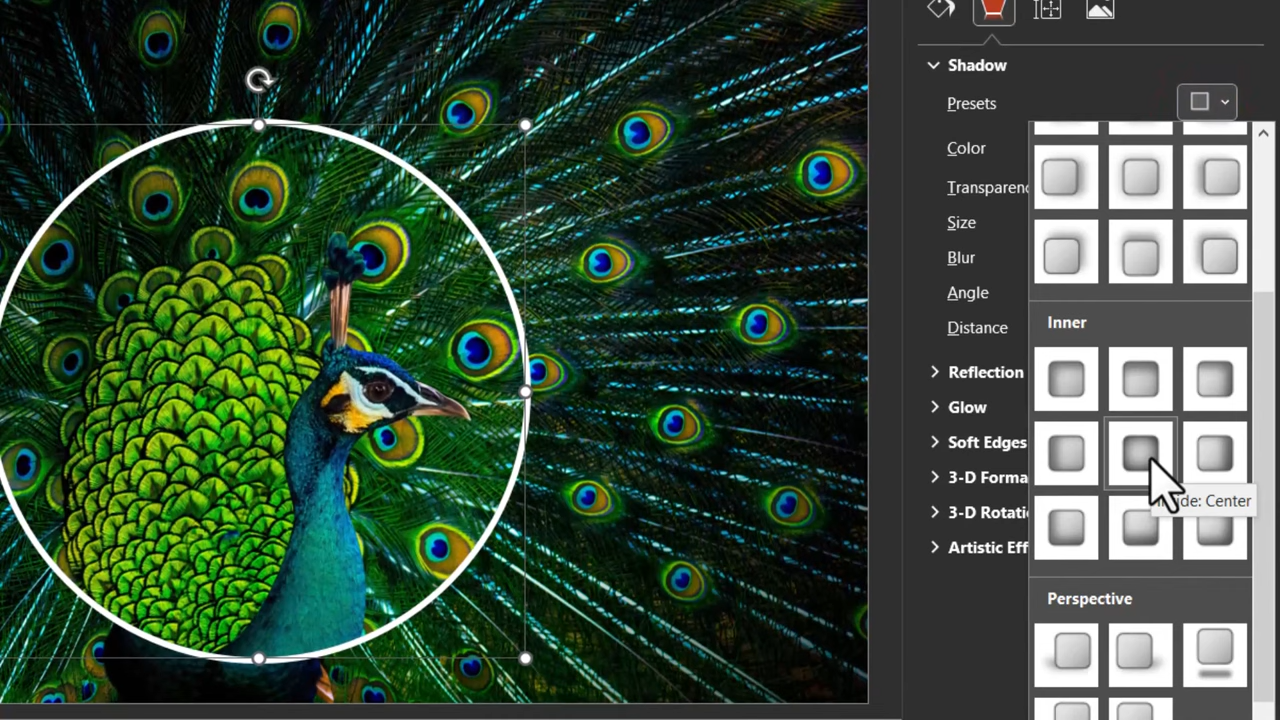 Shadow
Presets
Color
Transparenc
Size
Blur
Angle
Distance
Reflection
Glow
Soft Edges
3-D Forma
3-D Rotati
Artistic Eff
Inner
Center
Perspective